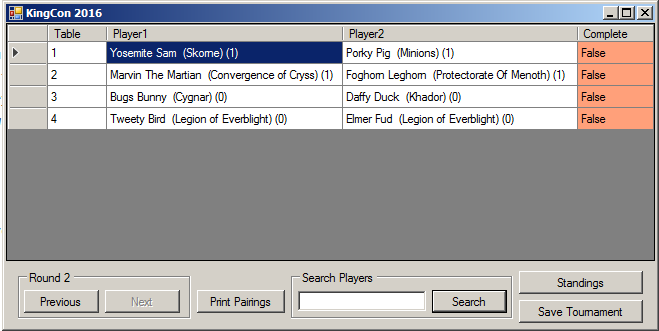 KingCon 2016
Table Player1 Player2 Complete
1 Yosemite Sam (Skorne) (1) Porky Pig (Minions) (1) False
2 Marvin The Martian (Convergence of Cryss) (1) Foghorn Leghorn (Protectorate Of Menoth) (1) False
3 Bugs Bunny (Cygnar) (0) Daffy Duck (Khador) (0) False
4 Tweety Bird (Legion of Everblight) (0) Elmer Fud (Legion of Everblight) (0) False
Round 2 Search Players
Standings
Previous Next Print Pairings Search
Save Tournament